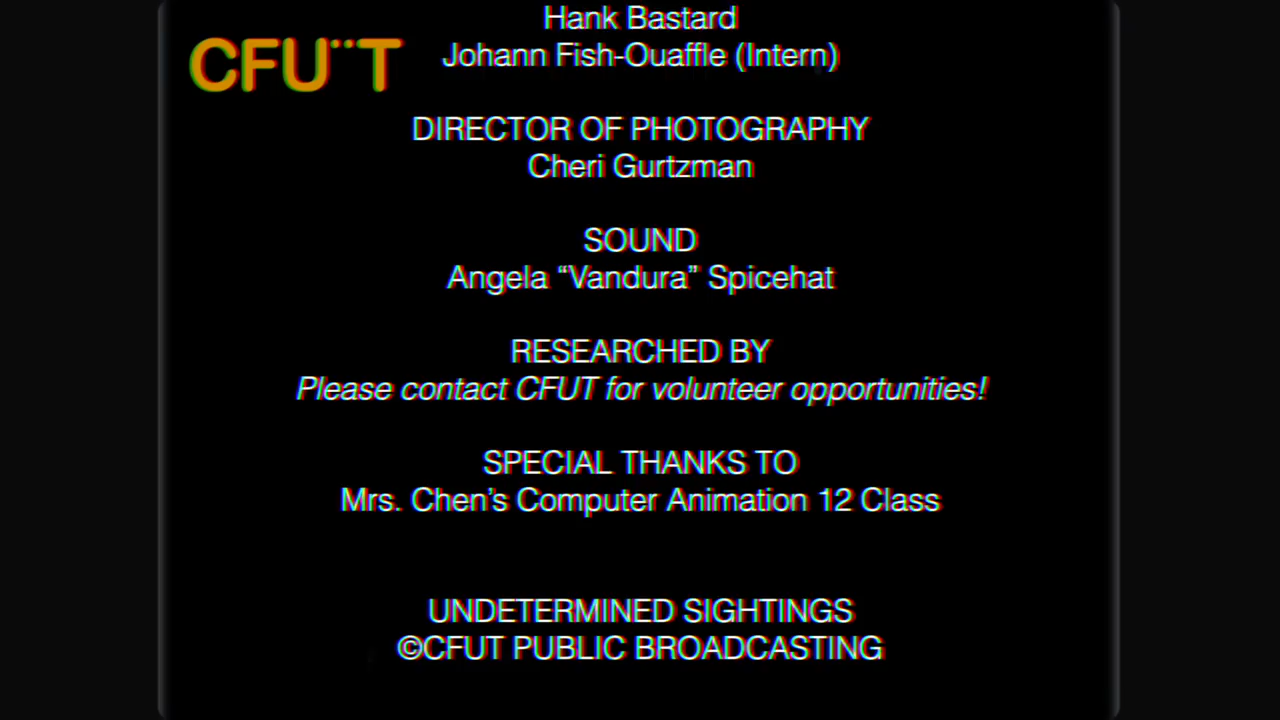 Hank Bastard
CFU¨T
Johann Fish-Ouaffle (Intern)
DIRECTOR OF PHOTOGRAPHY
Cheri Gurtzman
SOUND
Angela “Vandura” Spicehat
RESEARCHED BY
Please contact CFUT for volunteer opportunities!
SPECIAL THANKS TO
Mrs. Chen’s Computer Animation 12 Class
UNDETERMINED SIGHTINGS
©CFUT PUBLIC BROADCASTING